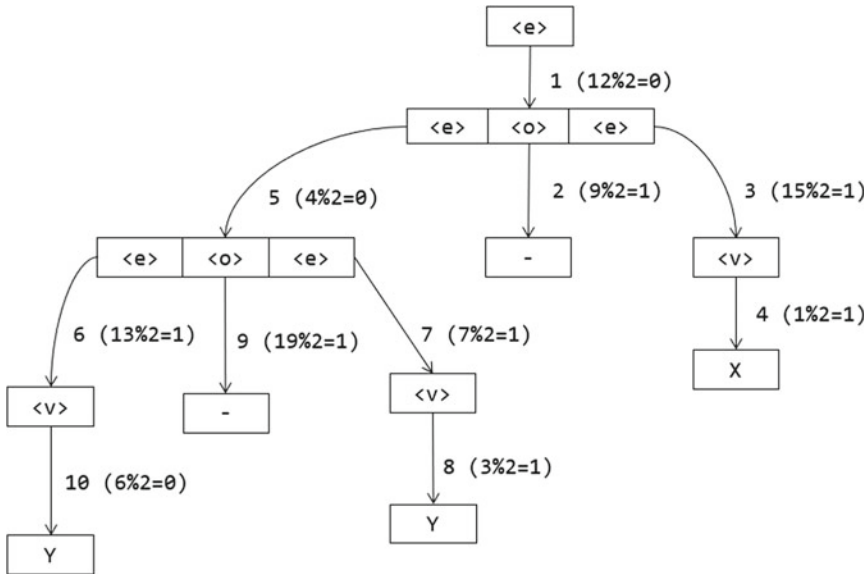 <e>
1 (12%2=0)
<e> <o> <e>
5 (4%2=0)
2 (9%2=1)
3 (15%2=1)
<e> <o> <e>
-
<v>
6 (13%2=1)
9 (19%2=1)
7 (7%2=1)
4 (1%2=1)
<v>
-
<v>
X
10 (6%2=0)
8 (3%2=1)
Y
Y